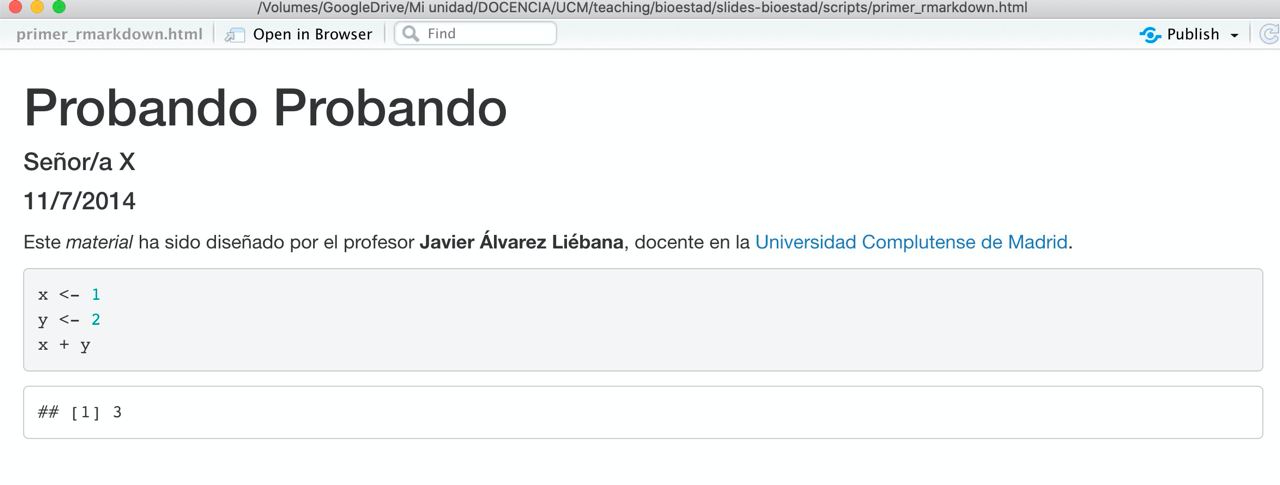 /Volumes/GoogleDrive/Mi unidad/DOCENCIA/UCM/teaching/bioestad/slides-bioestad/scripts/primer_rmarkdown.html
primer_rmarkdown.html Open in Browser Find Publish
Probando Probando
Señor/a X
11/7/2014
Este material ha sido diseñado por el profesor Javier Álvarez Liébana, docente en la Universidad Complutense de Madrid.
x <- 1
y <- 2
x + y
## [1] 3